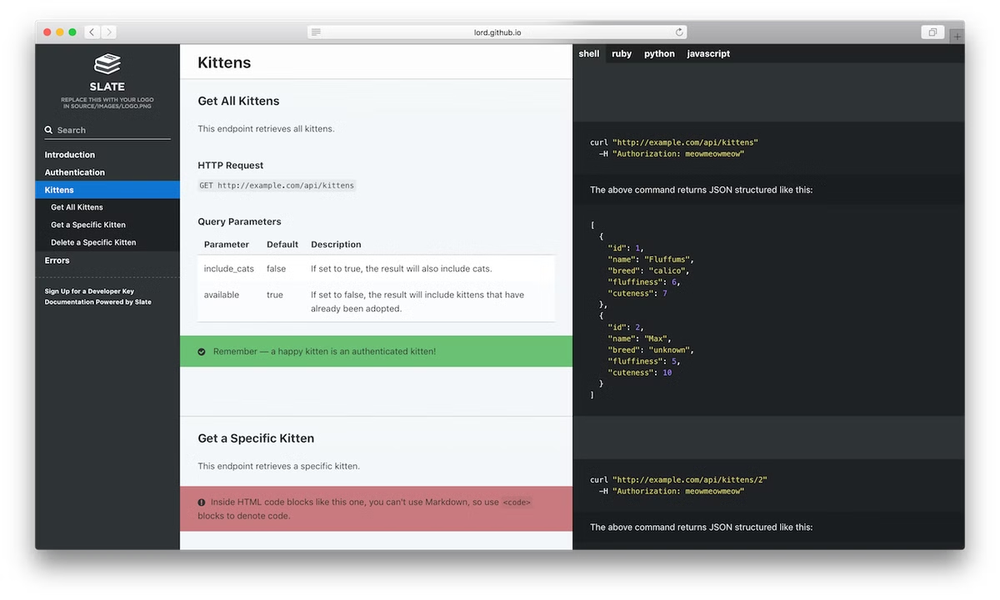 lord.github.io
SLATE
REPLACE THIS WITH YOUR LOGO
IN SOURCE/IMAGES/LOGO.PNG
Search
Introduction
Authentication
Kittens
Get All Kittens
Get a Specific Kitten
Delete a Specific Kitten
Errors
Sign Up for a Developer Key
Documentation Powered by Slate
Kittens
Get All Kittens
This endpoint retrieves all kittens.
HTTP Request
GET http://example.com/api/kittens
Query Parameters
Parameter Default Description
include_cats false If set to true, the result will also include cats.
available true If set to false, the result will include kittens that have
already been adopted.
Remember — a happy kitten is an authenticated kitten!
Get a Specific Kitten
This endpoint retrieves a specific kitten.
Inside HTML code blocks like this one, you can't use Markdown, so use <code>
blocks to denote code.
shell ruby python javascript
curl "http://example.com/api/kittens"
-H "Authorization: meowmeowmeow"
The above command returns JSON structured like this:
[
{
"id": 1,
"name": "Fluffums",
"breed": "calico",
"fluffiness": 6,
"cuteness": 7
},
{
"id": 2,
"name": "Max",
"breed": "unknown",
"fluffiness": 5,
"cuteness": 10
}
]
curl "http://example.com/api/kittens/2"
-H "Authorization: meowmeowmeow"
The above command returns JSON structured like this: